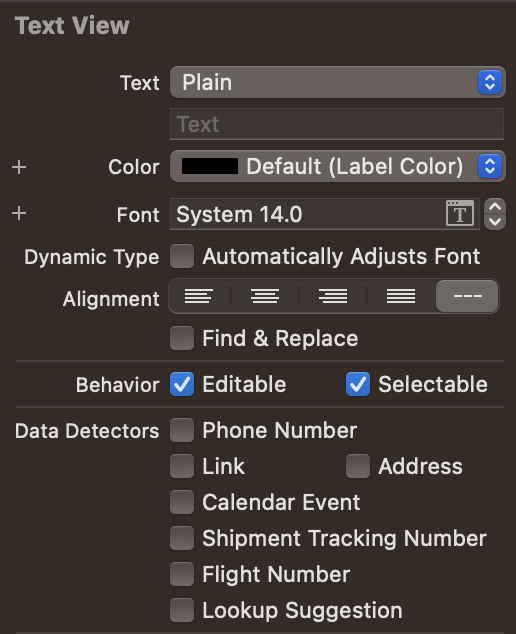 Text View
Text Plain
Text
+ Color Default (Label Color)
+ Font System 14.0 T
Dynamic Type Automatically Adjusts Font
Alignment ---
Find & Replace
Behavior Editable Selectable
Data Detectors Phone Number
Link Address
Calendar Event
Shipment Tracking Number
Flight Number
Lookup Suggestion